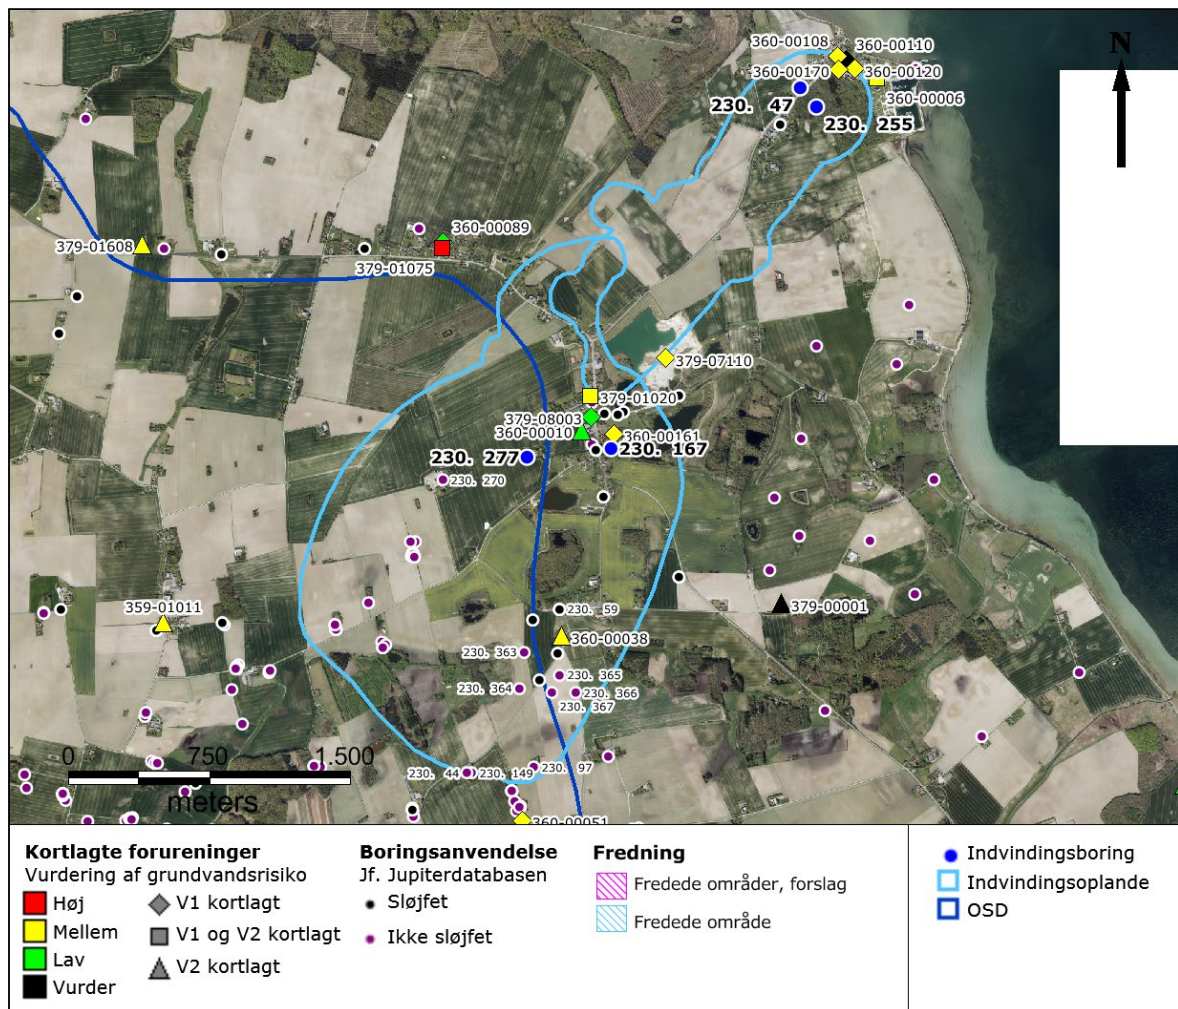 360-00108
360-00110
N
360-00170
360-00120
360-00006
230. 47
230. 255
360-00089
379-01608
379-01075
379-07110
379-01020
379-08003
360-00010
360-00161
230. 277
230. 167
230. 270
359-01011
230. 59
379-00001
360-00038
230. 363
230. 365
230. 364
230. 366
230. 367
0 750 1.500
230. 44
230. 149
230. 97
meters
360-00051
Kortlagte forureninger
Vurdering af grundvandsrisiko
Høj
Mellem
Lav
Vurder
V1 kortlagt
V1 og V2 kortlagt
V2 kortlagt
Boringsanvendelse
Jf. Jupiterdatabasen
Sløjfet
Ikke sløjfet
Fredning
Fredede områder, forslag
Fredede område
Indvindingsboring
Indvindingsoplande
OSD